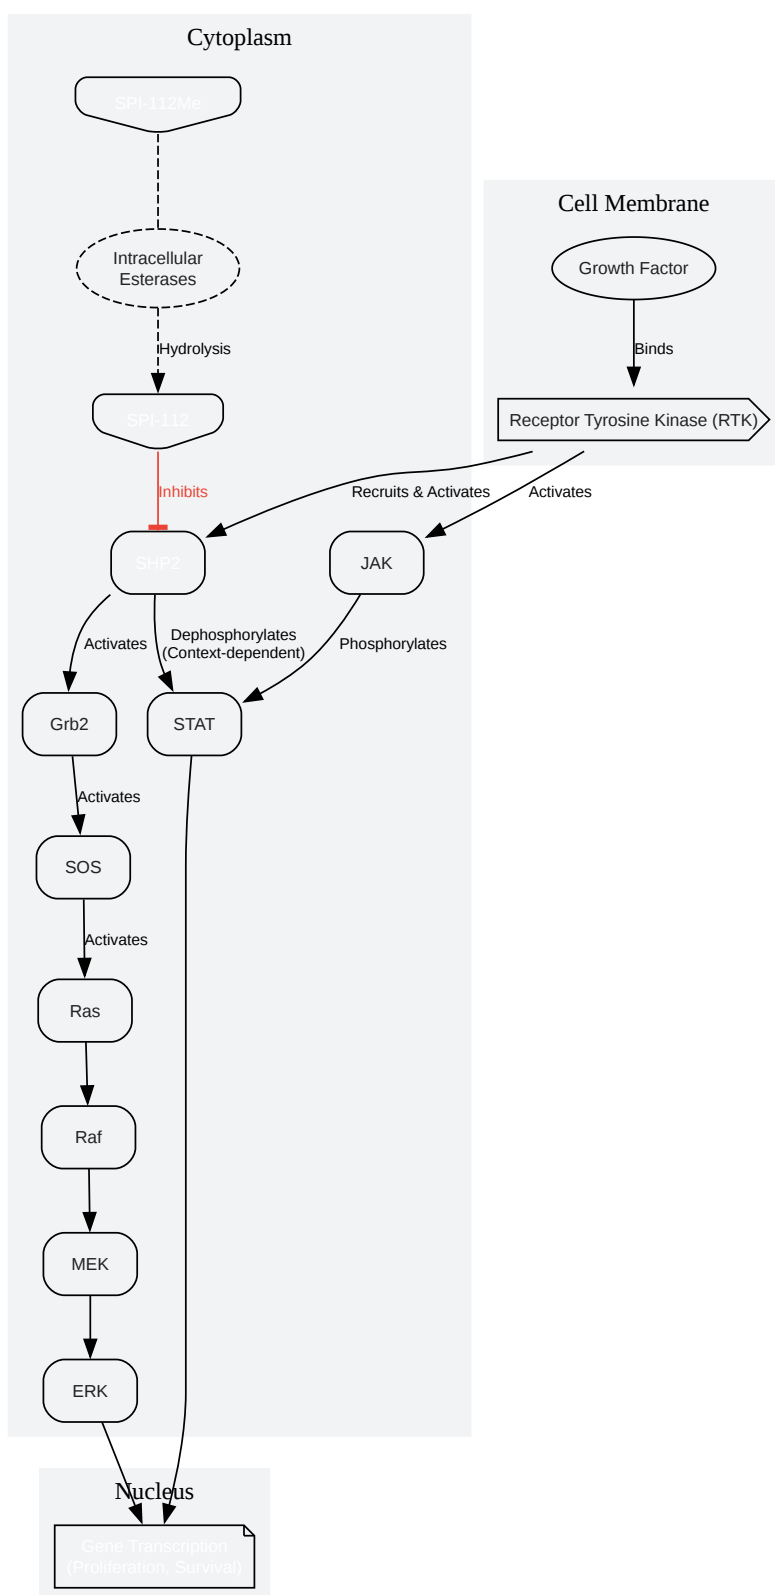 Cytoplasm
SPI-112Me
Cell Membrane
Intracellular
Esterases
Growth Factor
Hydrolysis
Binds
SPI-112
Receptor Tyrosine Kinase (RTK)
Inhibits
Recruits & Activates
Activates
SHP2
JAK
Activates
Dephosphorylates
(Context-dependent)
Phosphorylates
Grb2
STAT
Activates
SOS
Activates
Ras
Raf
MEK
ERK
Nucleus
Gene Transcription
(Proliferation, Survival)